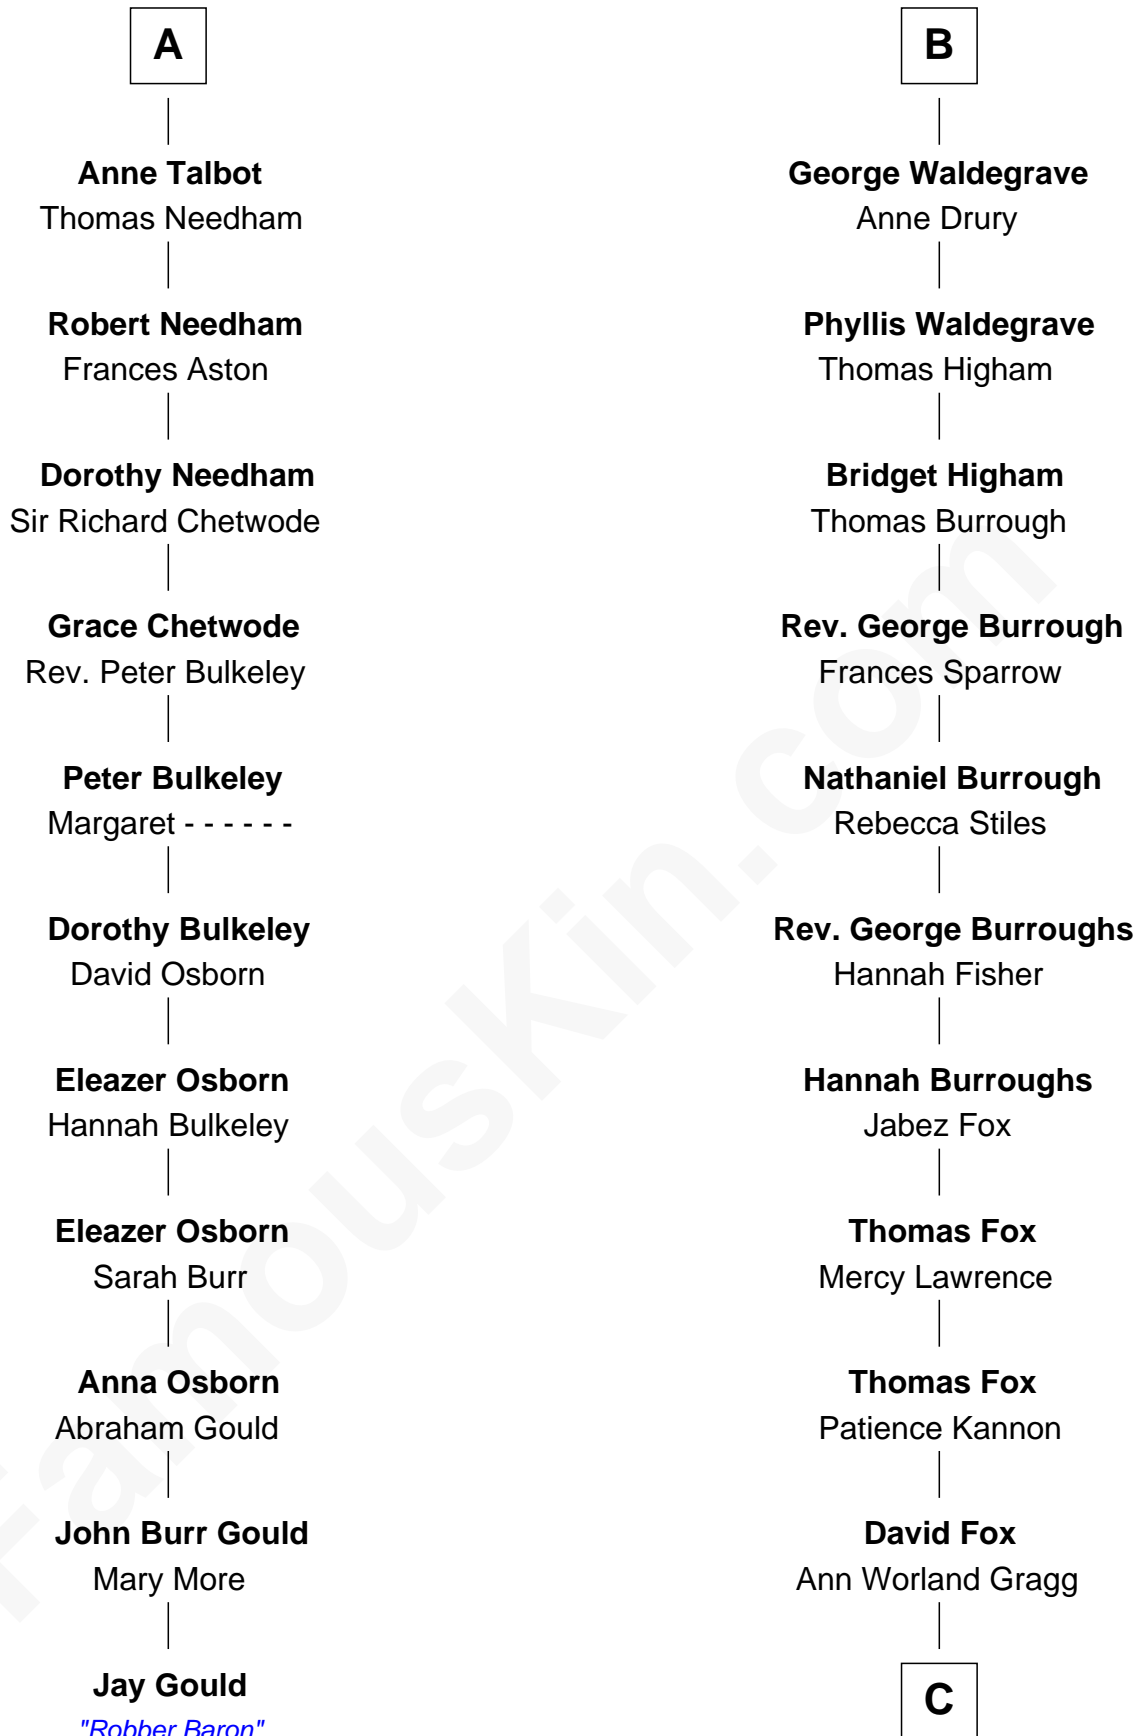 A
Anne Talbot
Thomas Needham
Robert Needham
Frances Aston
Dorothy Needham
Sir Richard Chetwode
Grace Chetwode
Rev. Peter Bulkeley
Peter Bulkeley
Margaret - - - - - -
Dorothy Bulkeley
David Osborn
Eleazer Osborn
Hannah Bulkeley
Eleazer Osborn
Sarah Burr
Anna Osborn
Abraham Gould
John Burr Gould
Mary More
Jay Gould
"Robber Baron"
B
George Waldegrave
Anne Drury
Phyllis Waldegrave
Thomas Higham
Bridget Higham
Thomas Burrough
Rev. George Burrough
Frances Sparrow
Nathaniel Burrough
Rebecca Stiles
Rev. George Burroughs
Hannah Fisher
Hannah Burroughs
Jabez Fox
Thomas Fox
Mercy Lawrence
Thomas Fox
Patience Kannon
David Fox
Ann Worland Gragg
C
FamousKin.com